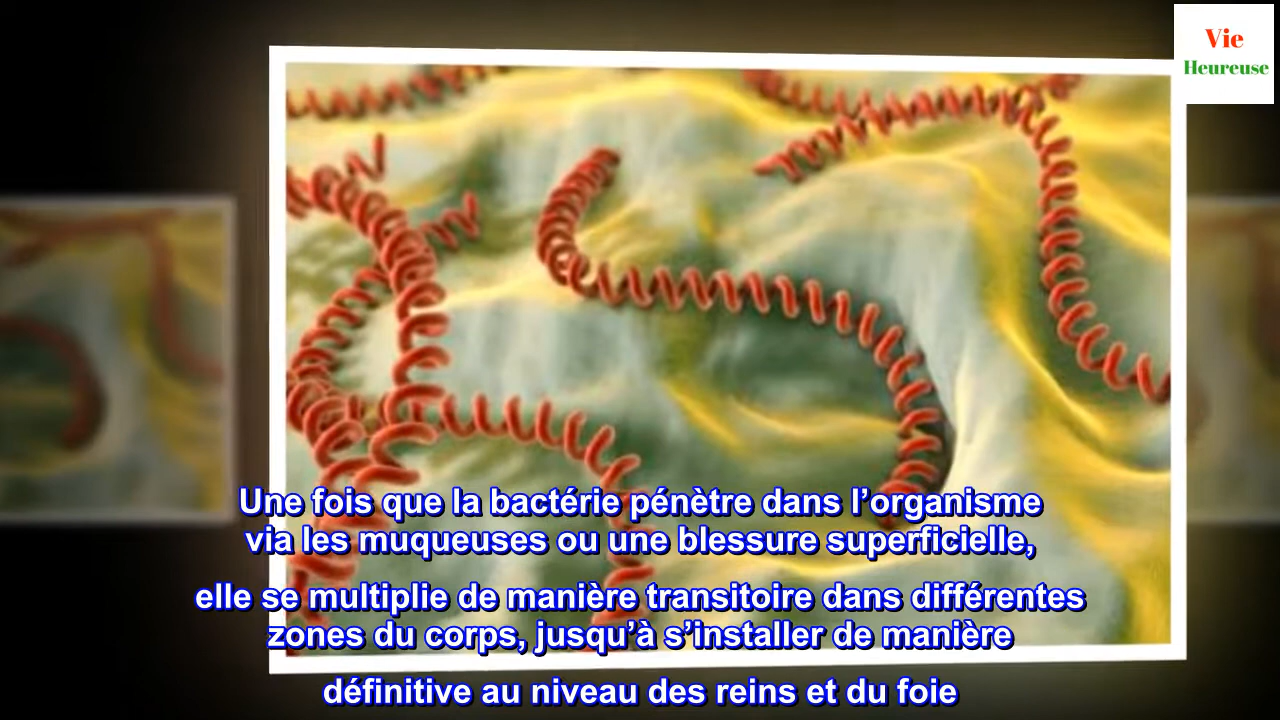 Vie
Heureuse
Une fois que la bactérie pénètre dans l’organisme
via les muqueuses ou une blessure superficielle,
elle se multiplie de manière transitoire dans différentes
zones du corps, jusqu’à s’installer de manière
définitive au niveau des reins et du foie